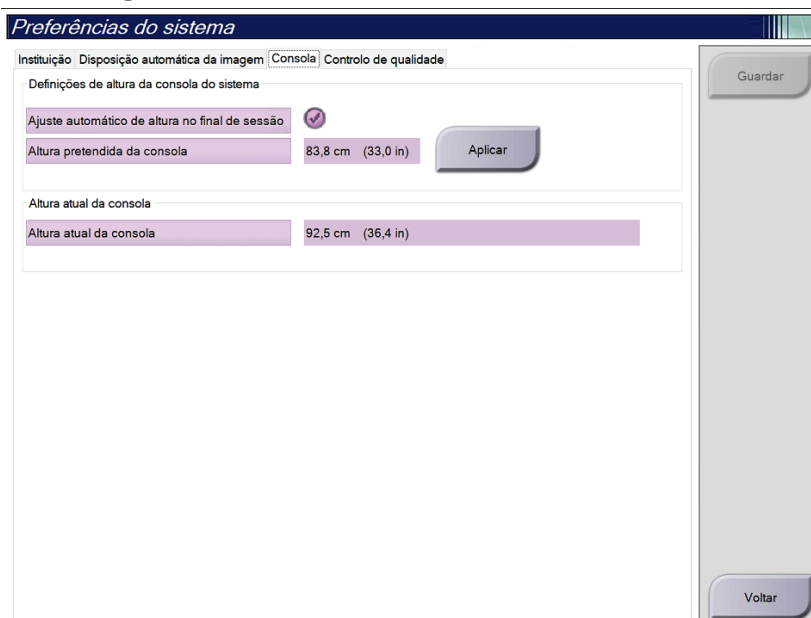 Preferências do sistema
Instituição Disposição automática da imagem Consola Controlo de qualidade
Guardar
Definições de altura da consola do sistema
Ajuste automático de altura no final de sessão
Altura pretendida da consola 83,8 cm (33,0 in) Aplicar
Altura atual da consola
Altura atual da consola 92,5 cm (36,4 in)
Voltar